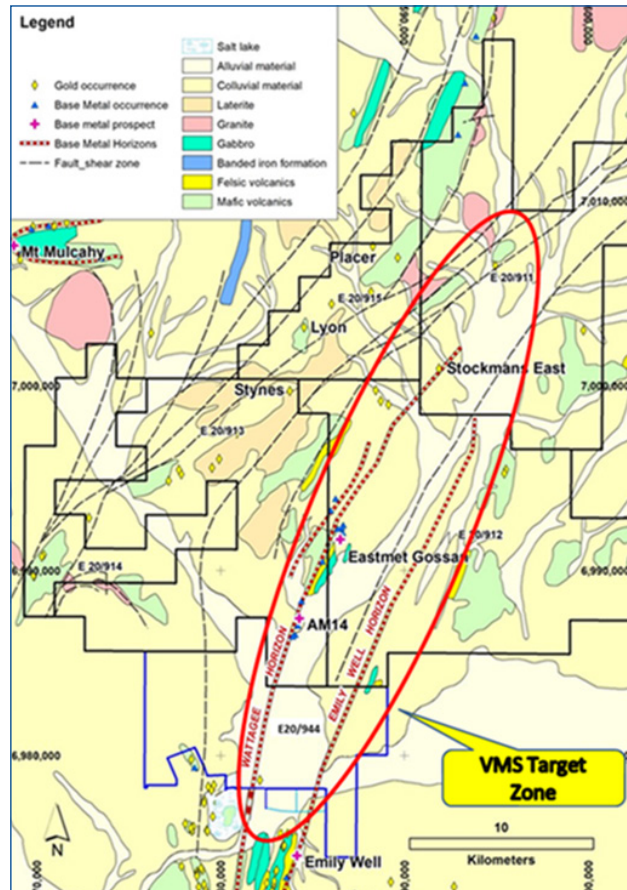 Legend
Gold occurrence
Base Metal occurrence
Base metal prospect
Base Metal Horizons
Fault_shear zone
Salt lake
Alluvial material
Colluvial material
Laterite
Granite
Gabbro
Banded iron formation
Felsic volcanics
Mafic volcanics
7,010,000
Mt Mulcahy
Placer
E 20/911
E 20/915
Lyon
Stockmans East
7,000,000
7,000,000
Stynes
E 20/913
Eastmet Gossan
6,990,000
6,990,000
E 20/914
AM14
WATTAGEE HORIZON
EMILY WELL HORIZON
E20/944
6,980,000
VMS Target
Zone
N
10
Kilometers
Emily Well